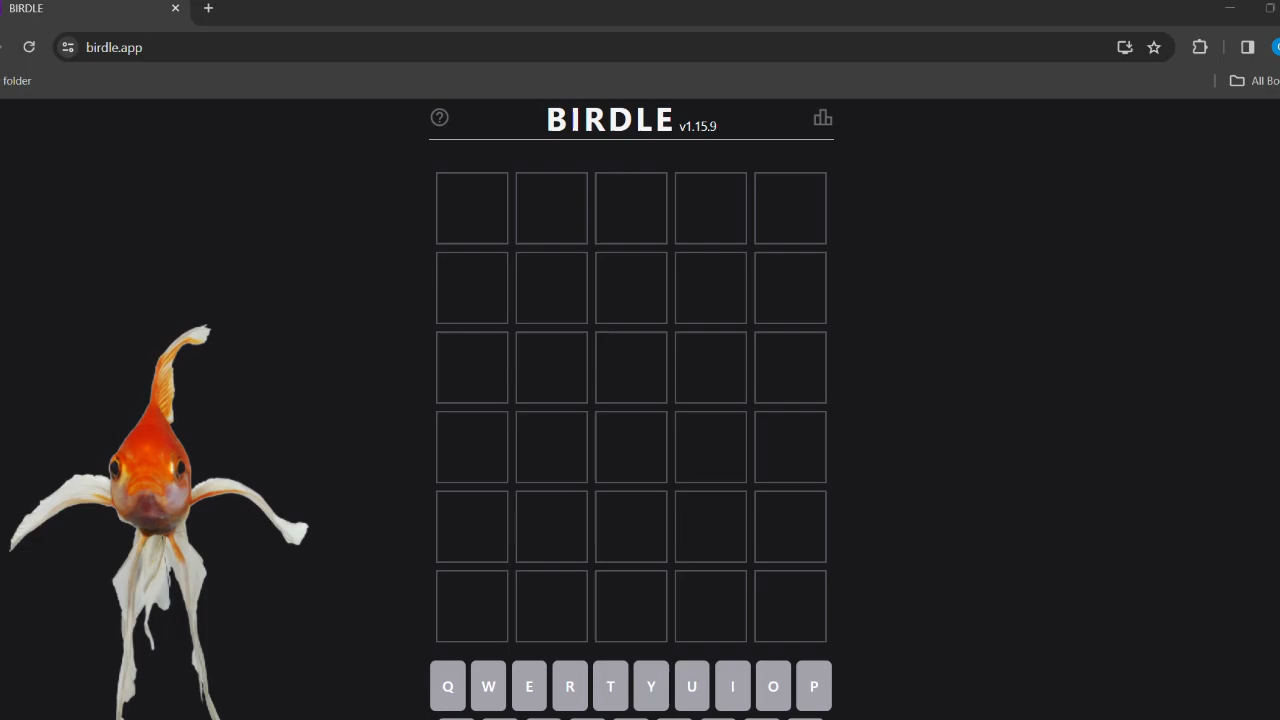 BIRDLE
birdle.app
folder
All Bo
BIRDLE v1.15.9
Q W E R T Y U I O P